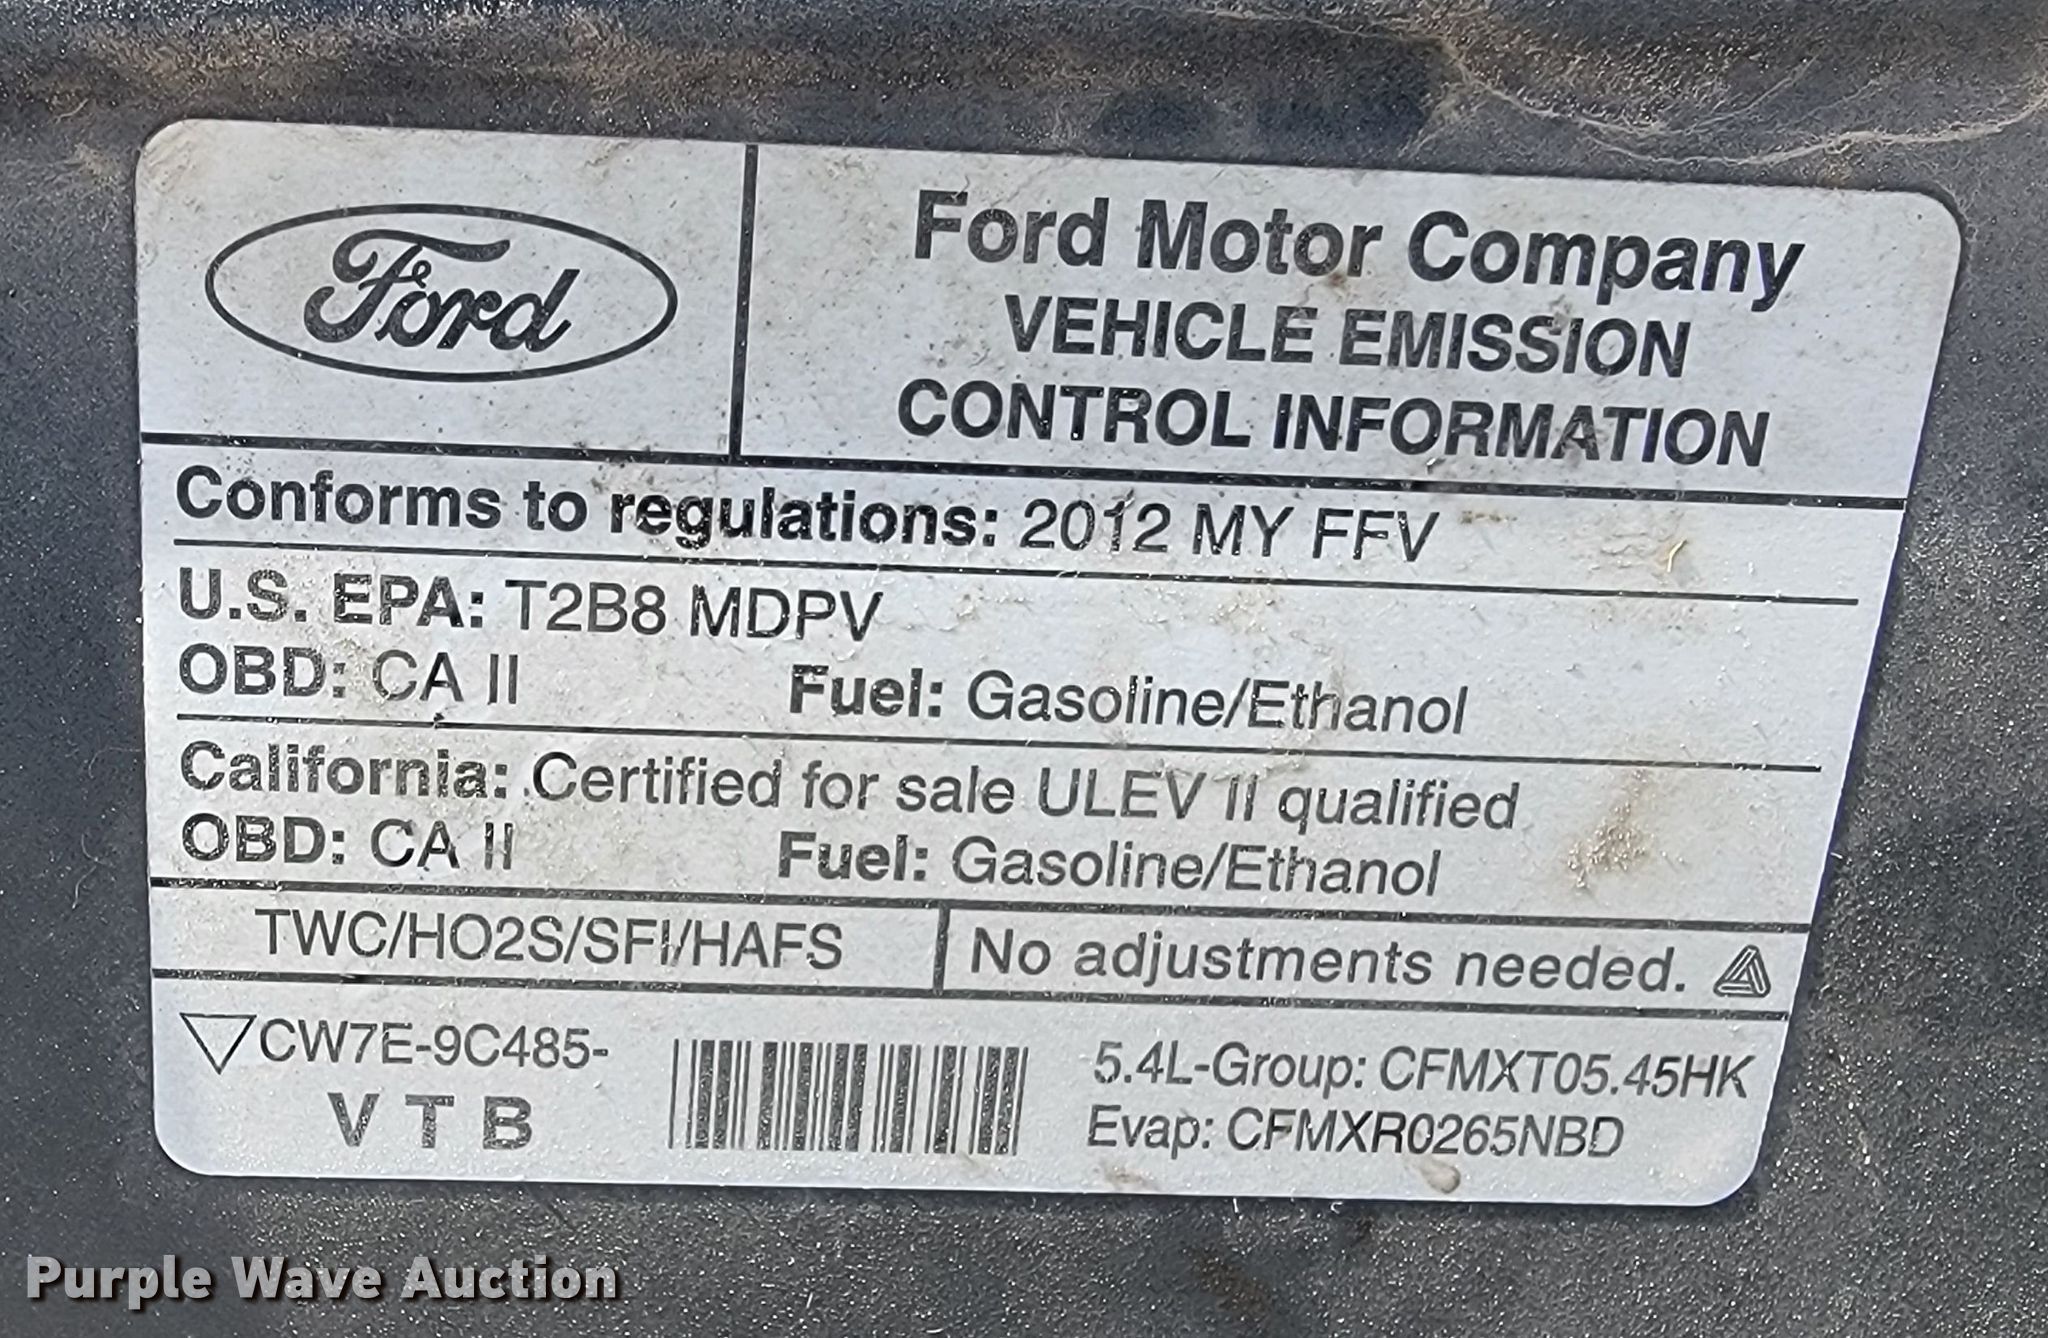 Ford
Ford Motor Company
VEHICLE EMISSION
CONTROL INFORMATION
Conforms to regulations: 2012 MY FFV
U.S. EPA: T2B8 MDPV
OBD: CA II Fuel: Gasoline/Ethanol
California: Certified for sale ULEV II qualified
OBD: CA II Fuel: Gasoline/Ethanol
TWC/HO2S/SFI/HAFS
No adjustments needed.
CW7E-9C485-
V T B
5.4L-Group: CFMXT05.45HK
Evap: CFMXR0265NBD
Purple Wave Auction